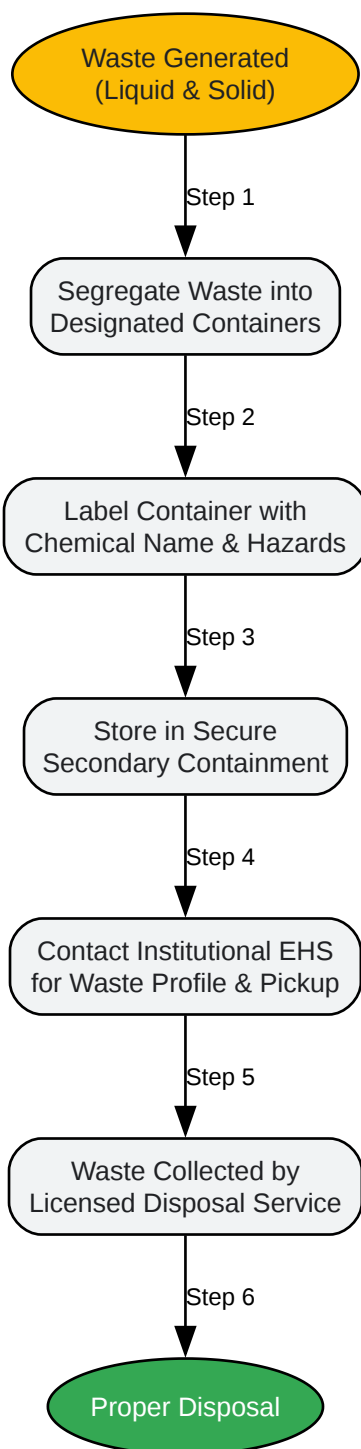 Waste Generated
(Liquid & Solid)
Step 1
Segregate Waste into
Designated Containers
Step 2
Label Container with
Chemical Name & Hazards
Step 3
Store in Secure
Secondary Containment
Step 4
Contact Institutional EHS
for Waste Profile & Pickup
Step 5
Waste Collected by
Licensed Disposal Service
Step 6
Proper Disposal